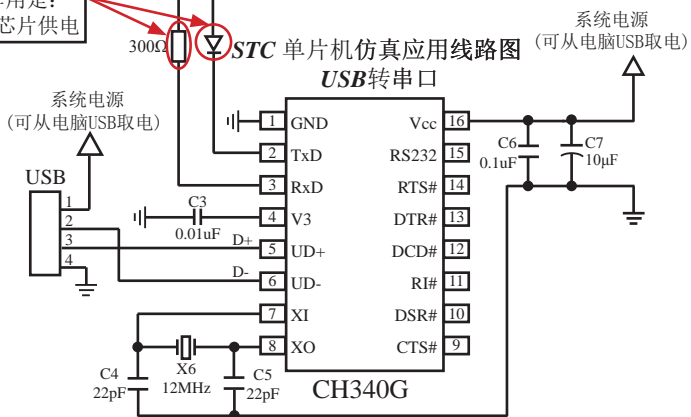 芯片供电
300Ω
STC 单片机仿真应用线路图
USB转串口
系统电源
(可从电脑USB取电)
系统电源
(可从电脑USB取电)
USB
1
2
3
4
1 GND
2 TxD
3 RxD
4 V3
5 UD+
6 UD-
7 XI
8 XO
Vcc 16
RS232 15
RTS# 14
DTR# 13
DCD# 12
RI# 11
DSR# 10
CTS# 9
C3
0.01uF
D+
D-
C6
0.1uF
C7
10μF
C4
22pF
X6
12MHz
C5
22pF
CH340G